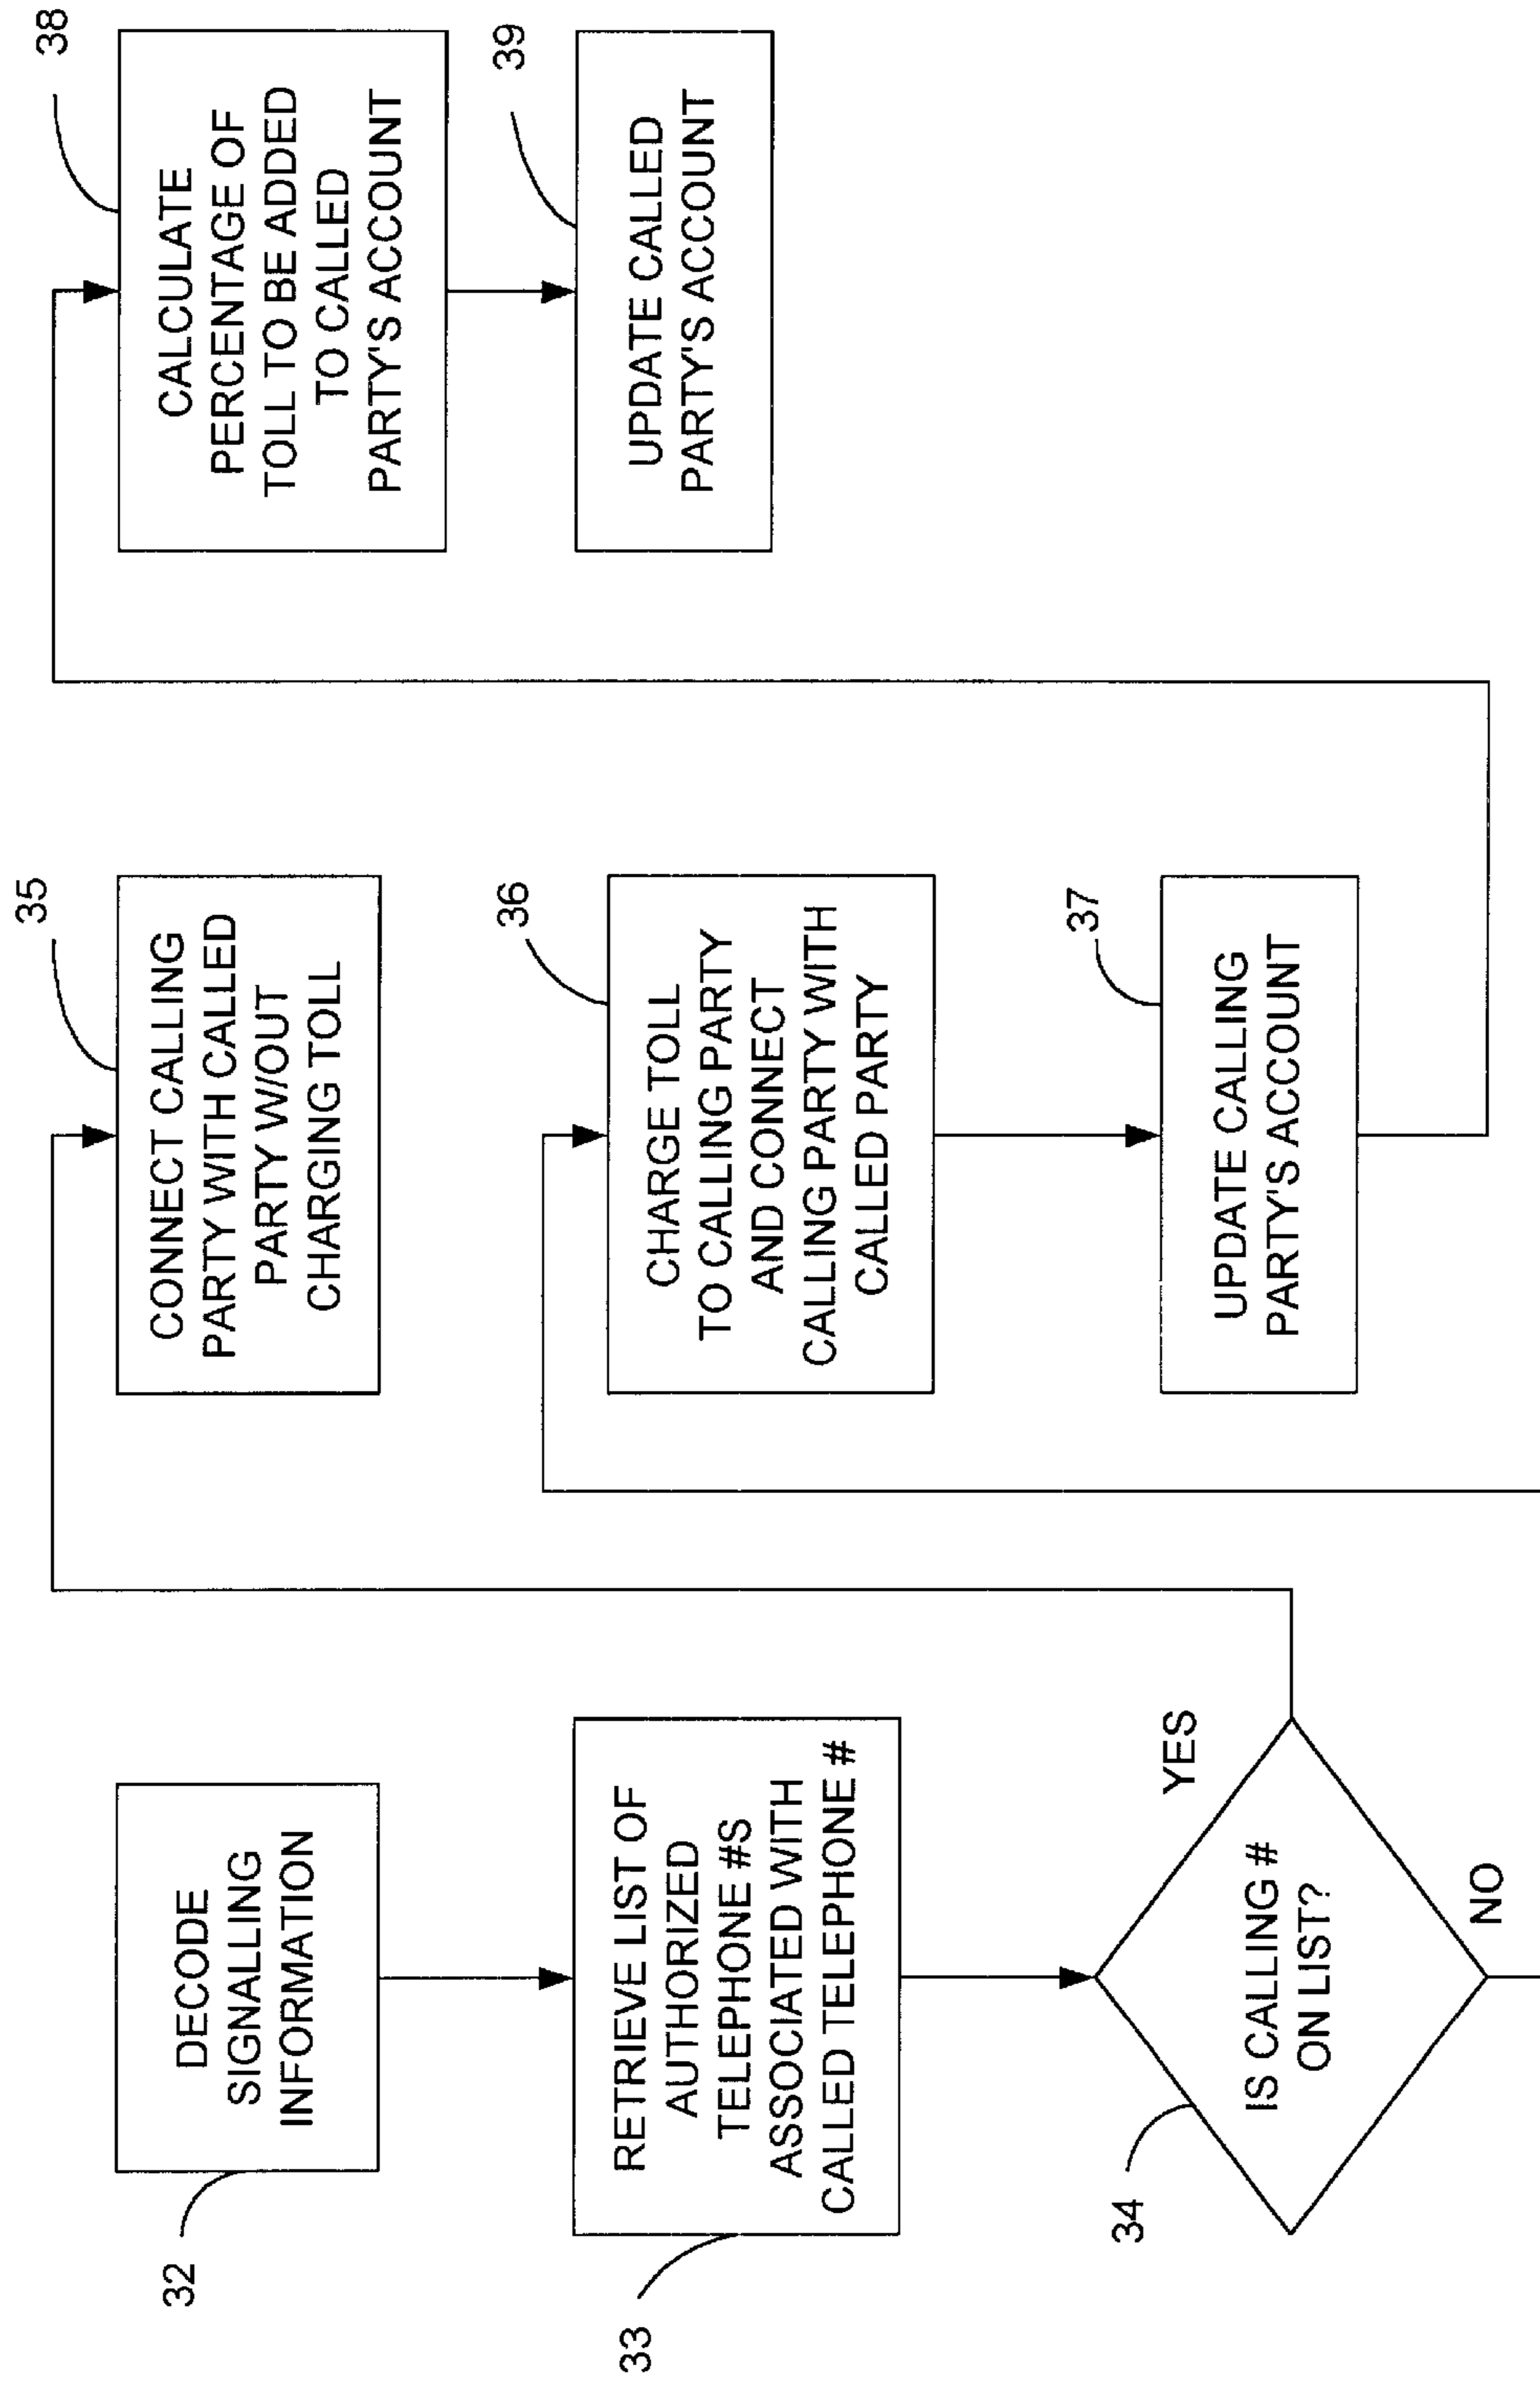 32
DECODE
SIGNALLING
INFORMATION
33
RETRIEVE LIST OF
AUTHORIZED
TELEPHONE #S
ASSOCIATED WITH
CALLED TELEPHONE #
34
IS CALLING #
ON LIST?
YES
NO
35
CONNECT CALLING
PARTY WITH CALLED
PARTY W/OUT
CHARGING TOLL
36
CHARGE TOLL
TO CALLING PARTY
AND CONNECT
CALLING PARTY WITH
CALLED PARTY
37
UPDATE CALLING
PARTY'S ACCOUNT
38
CALCULATE
PERCENTAGE OF
TOLL TO BE ADDED
TO CALLED
PARTY'S ACCOUNT
39
UPDATE CALLED
PARTY'S ACCOUNT